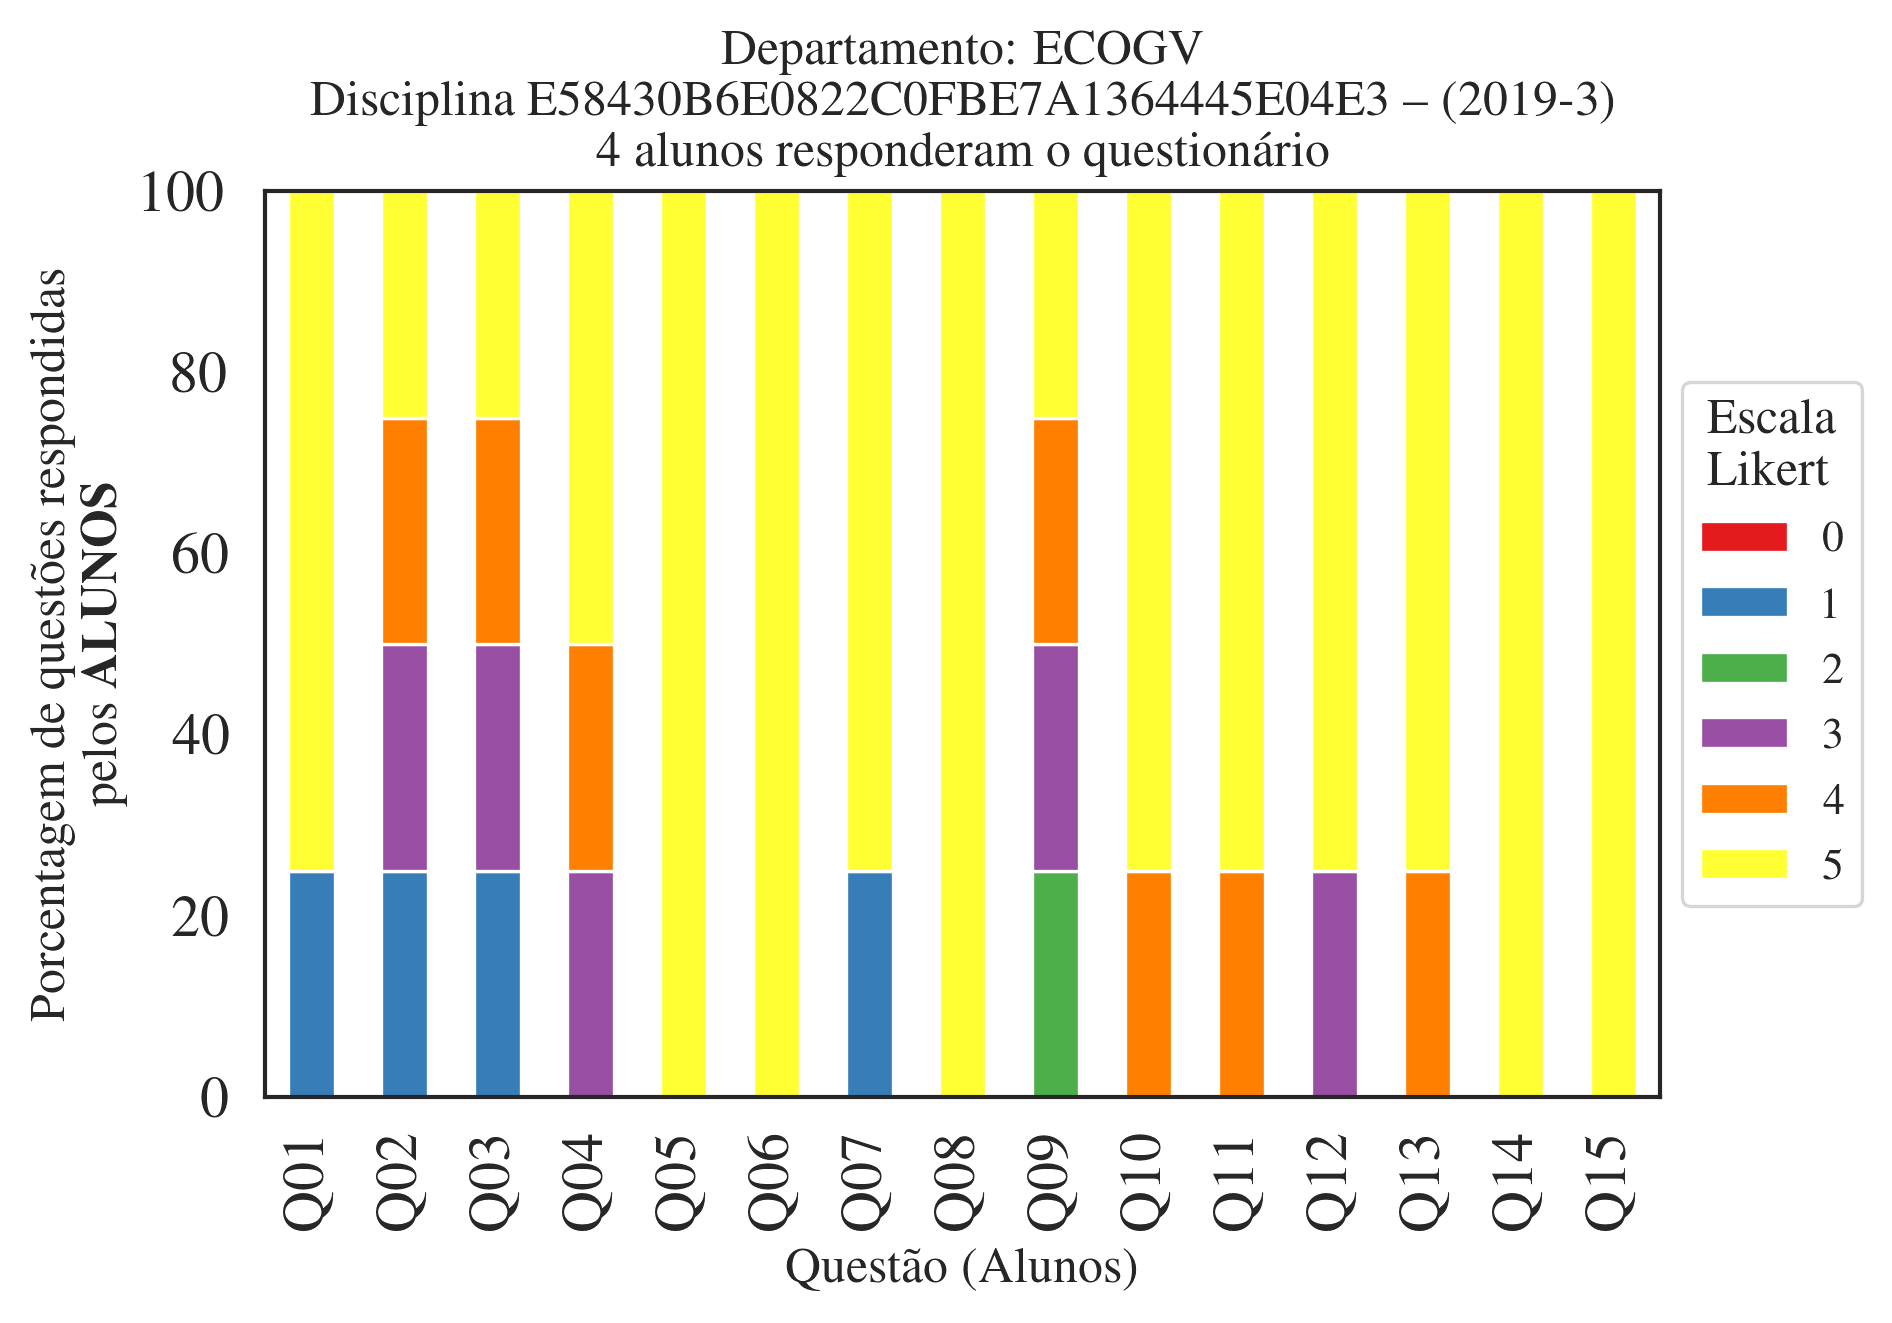 Departamento: ECOGV
Disciplina E58430B6E0822C0FBE7A1364445E04E3 – (2019-3)
4 alunos responderam o questionário
Porcentagem de questões respondidas
pelos ALUNOS
100
80
60
40
20
0
Q01
Q02
Q03
Q04
Q05
Q06
Q07
Q08
Q09
Q10
Q11
Q12
Q13
Q14
Q15
Questão (Alunos)
Escala
Likert
0
1
2
3
4
5